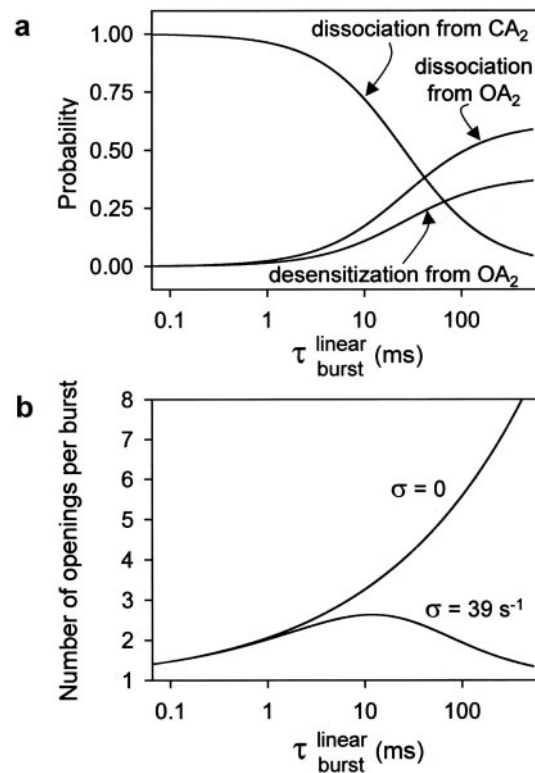 a
1.00
0.75
0.50
0.25
0.00
Probability
dissociation from CA2
dissociation
from OA2
desensitization from OA2
0.1 1 10 100
τ linear burst (ms)
b
8
7
6
5
4
3
2
1
Number of openings per burst
σ = 0
σ = 39 s-1
0.1 1 10 100
τ linear burst (ms)